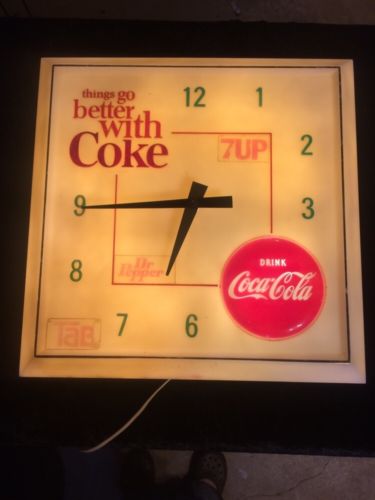 things go
better
with
Coke
12
1
2
3
6
7
8
9
7UP
DRINK
Coca-Cola
Dr
Pepper
TaB